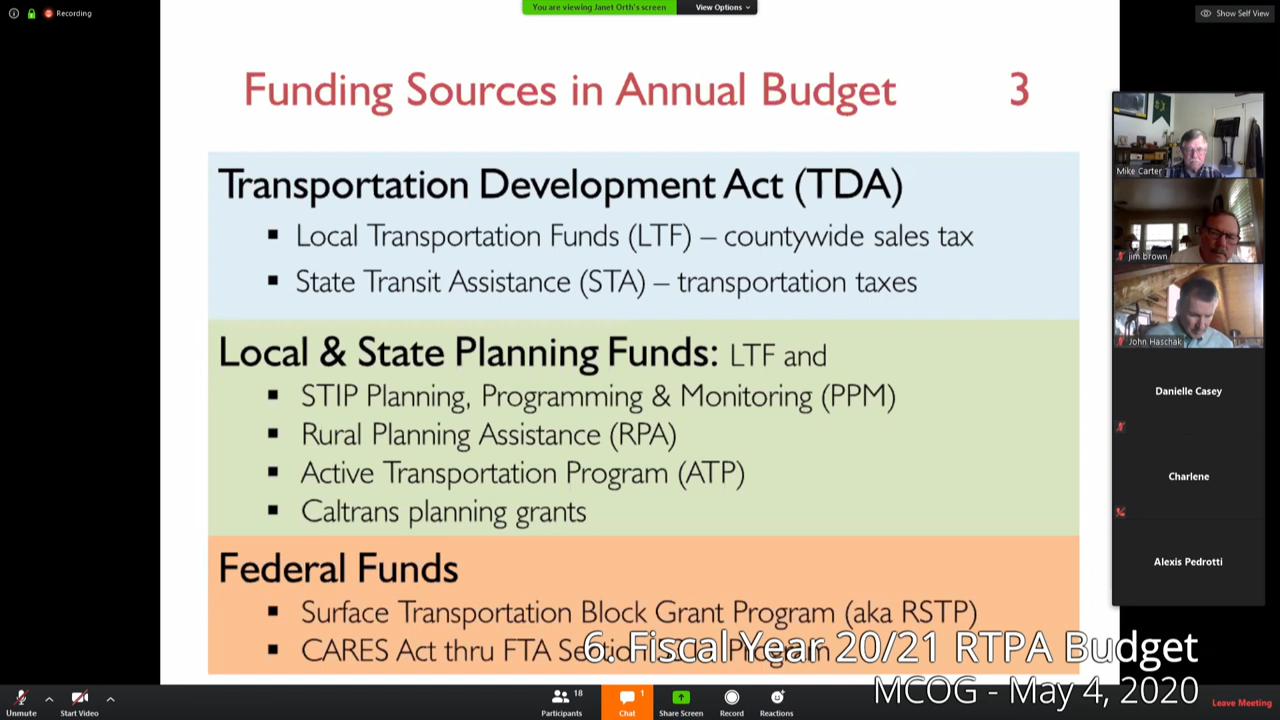 Recording
You are viewing Janet Orth's screen
View Options
Show Self View
Funding Sources in Annual Budget 3
Transportation Development Act (TDA)
▪ Local Transportation Funds (LTF) – countywide sales tax
▪ State Transit Assistance (STA) – transportation taxes
Local & State Planning Funds: LTF and
▪ STIP Planning, Programming & Monitoring (PPM)
▪ Rural Planning Assistance (RPA)
▪ Active Transportation Program (ATP)
▪ Caltrans planning grants
Federal Funds
▪ Surface Transportation Block Grant Program (aka RSTP)
▪ CARES Act thru FTA
6. Fiscal Year 20/21 RTPA Budget
MCOG - May 4, 2020
Mike Carter
jim brown
John Haschak
Danielle Casey
Charlene
Alexis Pedrotti
Unmute
Start Video
18
Participants
1
Chat
Share Screen
Record
Reactions
Leave Meeting